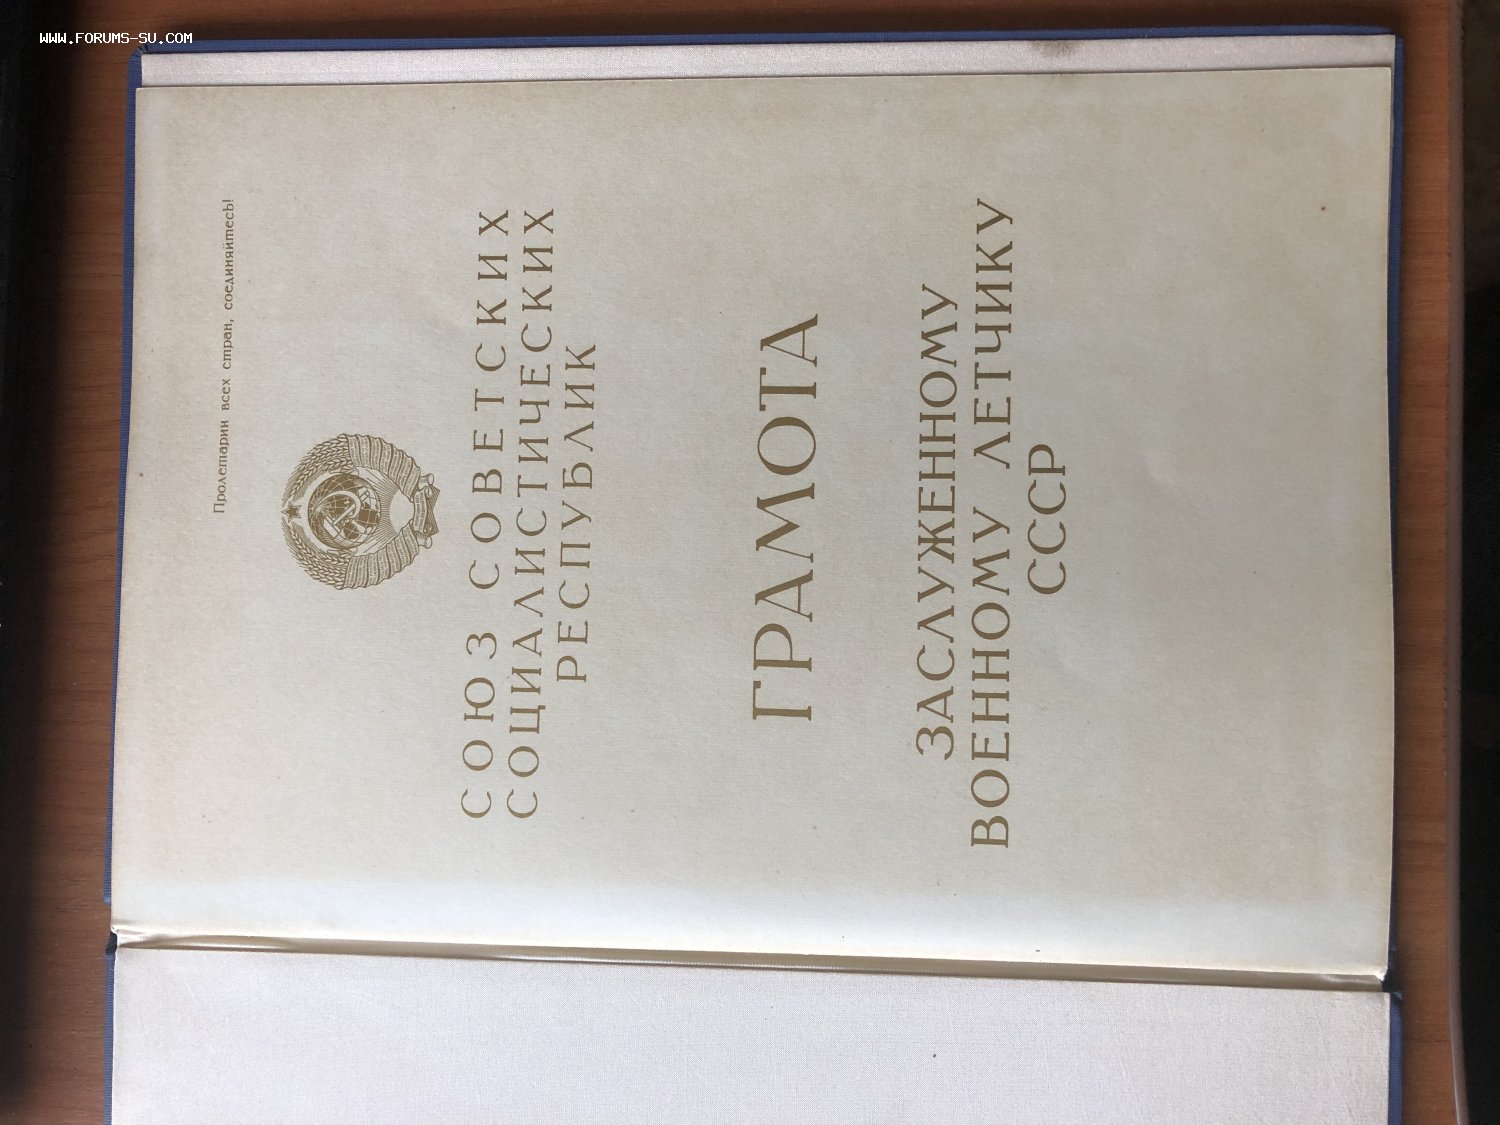 WWW.FORUMS-SU.COM
Пролетарии всех стран, соединяйтесь!
СОЮЗ СОВЕТСКИХ
СОЦИАЛИСТИЧЕСКИХ
РЕСПУБЛИК
ГРАМОТА
ЗАСЛУЖЕННОМУ
ВОЕННОМУ ЛЕТЧИКУ
СССР